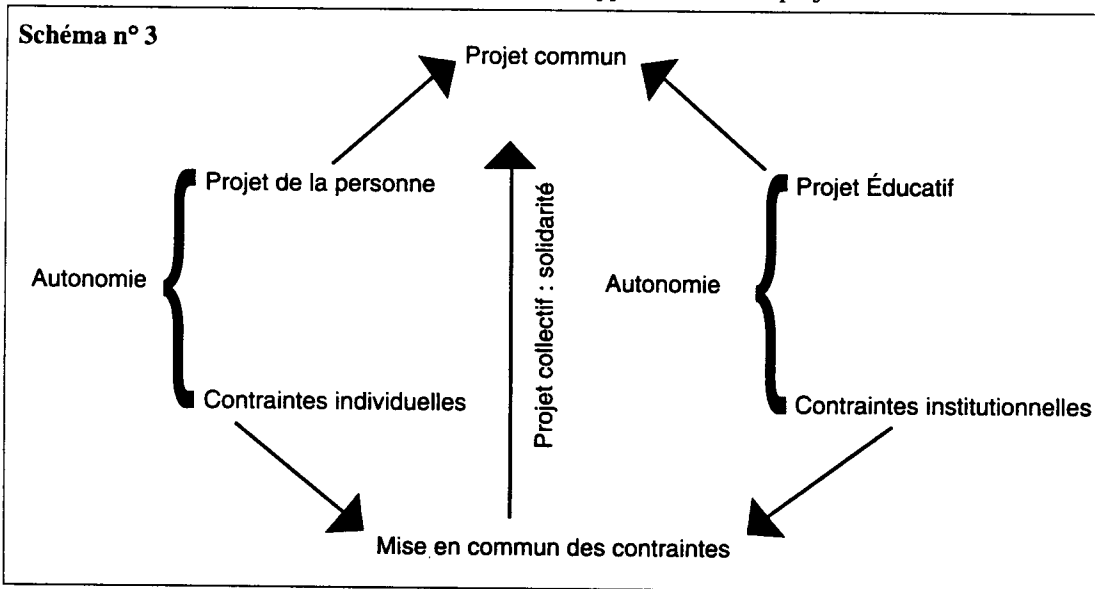 Schéma n° 3
Projet commun
Projet de la personne
Projet Éducatif
Projet collectif : solidarité
Autonomie
Autonomie
Contraintes individuelles
Contraintes institutionnelles
Mise en commun des contraintes